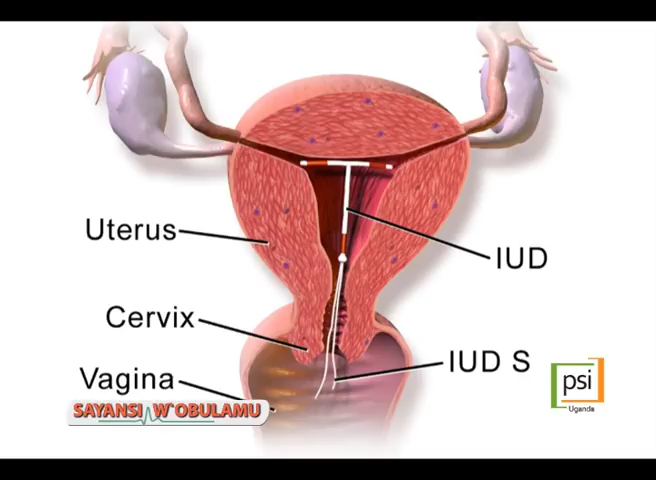 Uterus
IUD
Cervix
IUD S
Vagina
SAYANSI W'OBULAMU
psi
Uganda